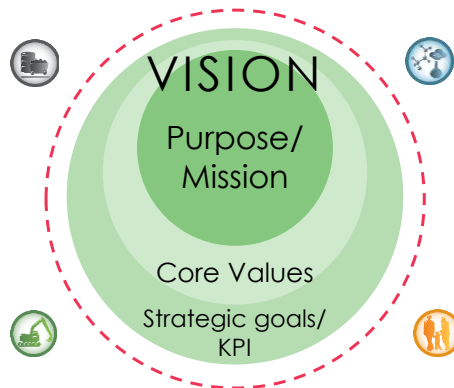 VISION
Purpose/
Mission
Core Values
Strategic goals/
KPI